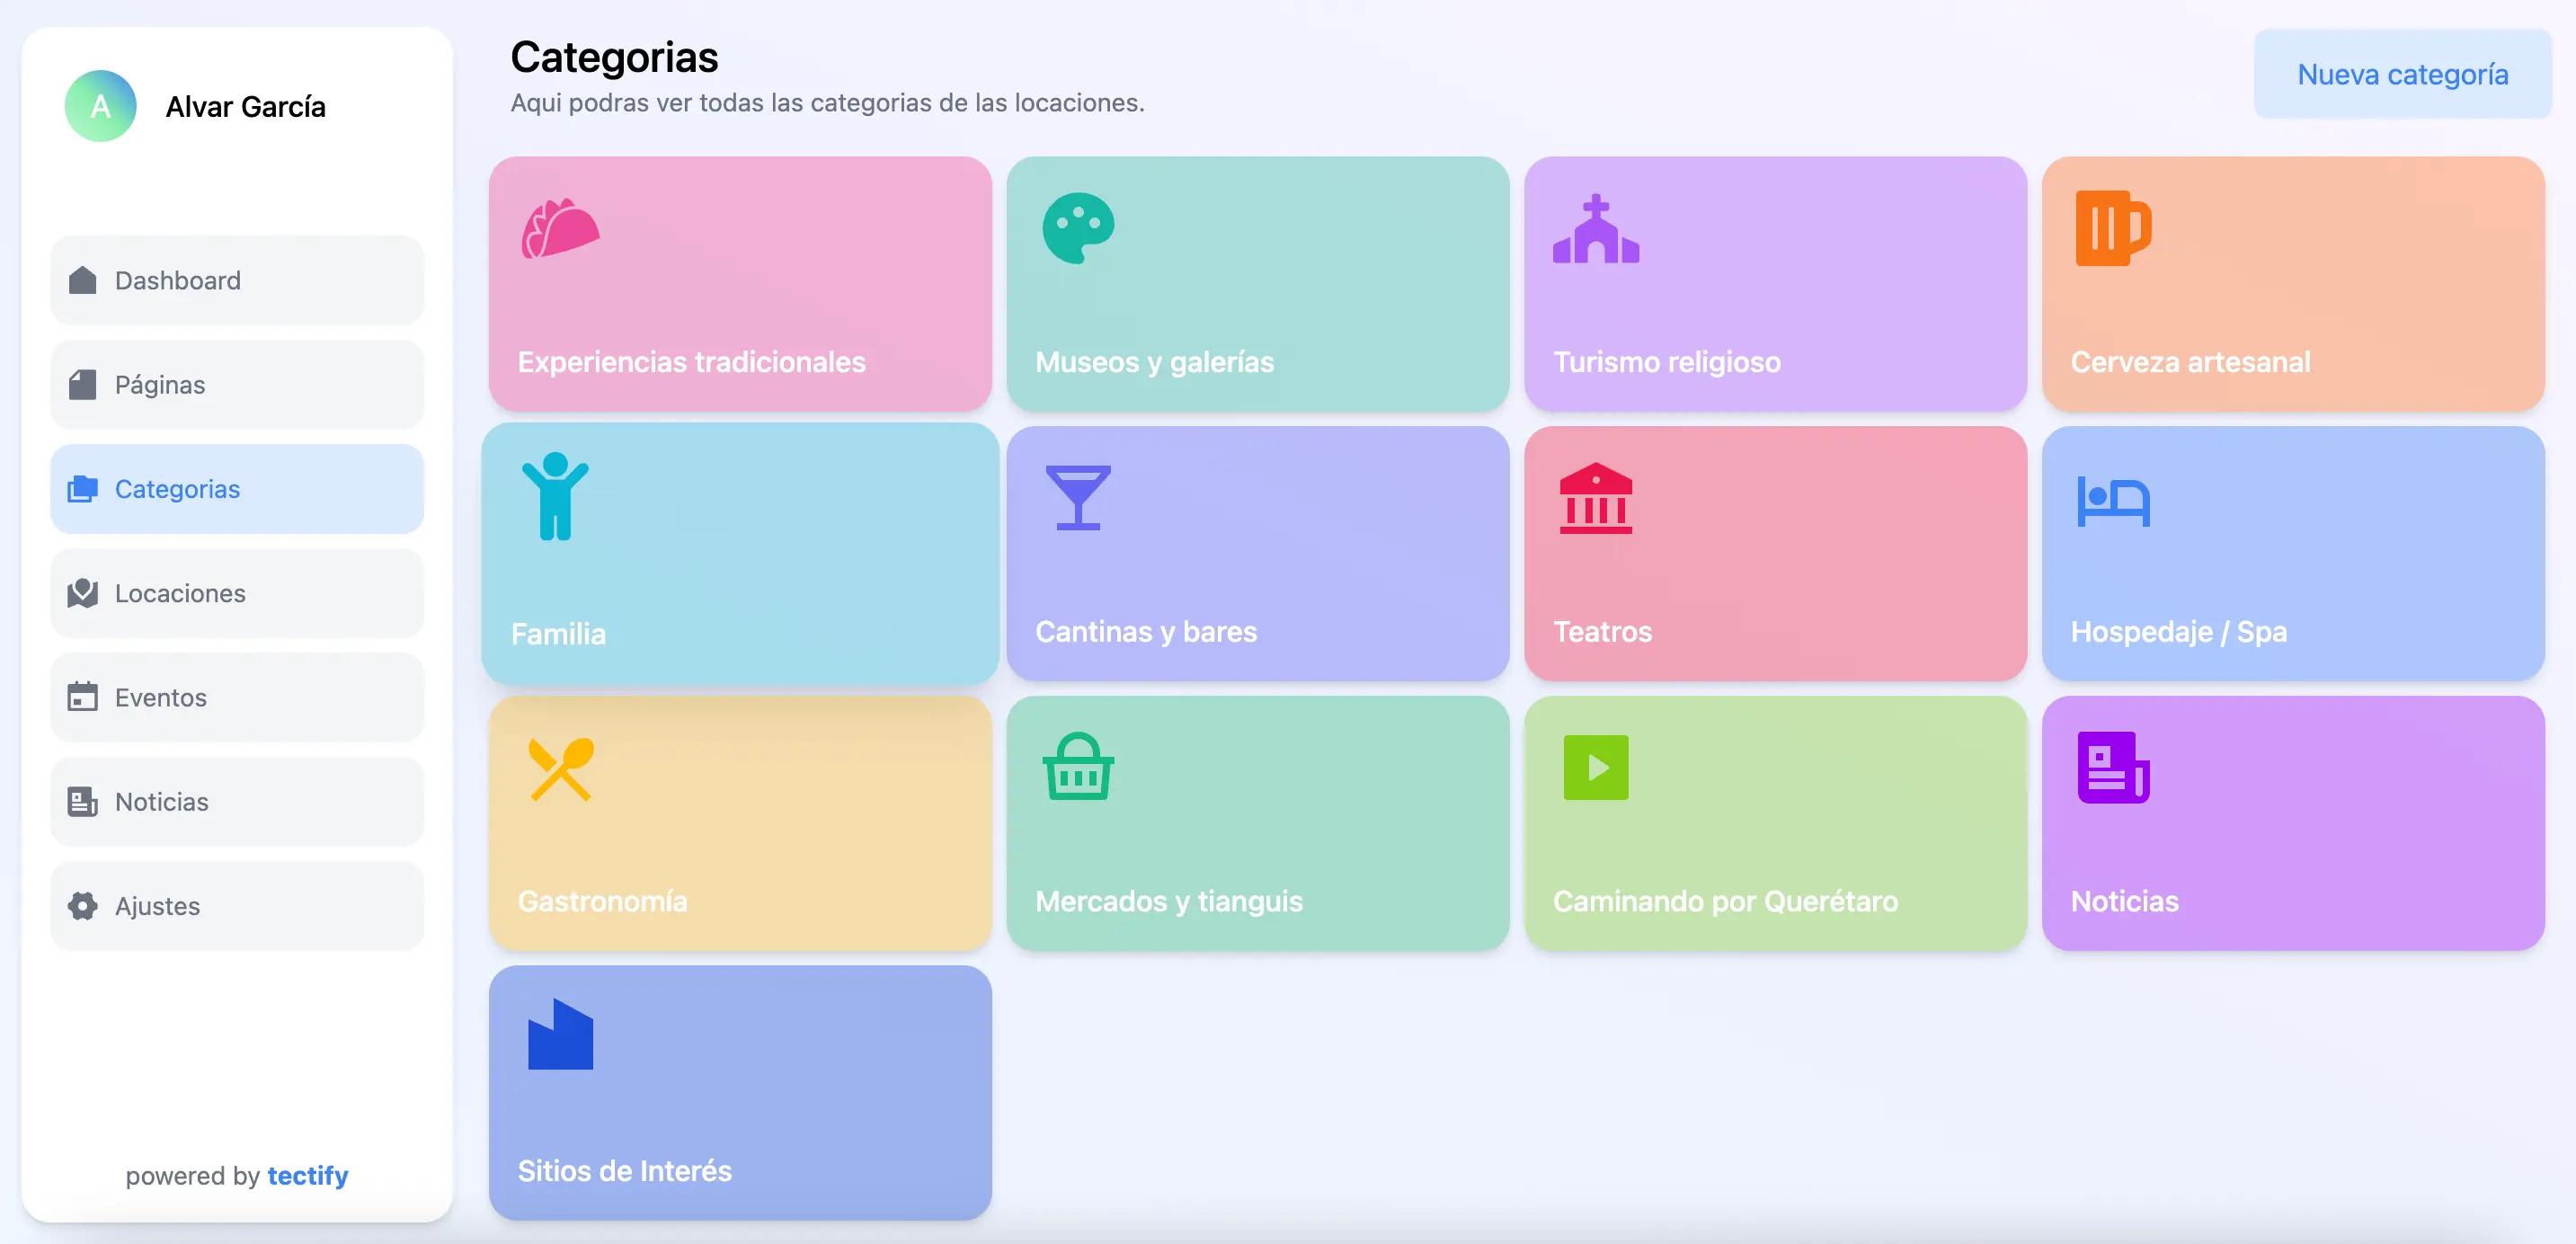 A
Alvar García
Dashboard
Páginas
Categorias
Locaciones
Eventos
Noticias
Ajustes
powered by tectify
Categorias
Aqui podras ver todas las categorias de las locaciones.
Nueva categoría
Experiencias tradicionales
Museos y galerías
Turismo religioso
Cerveza artesanal
Familia
Cantinas y bares
Teatros
Hospedaje / Spa
Gastronomía
Mercados y tianguis
Caminando por Querétaro
Noticias
Sitios de Interés